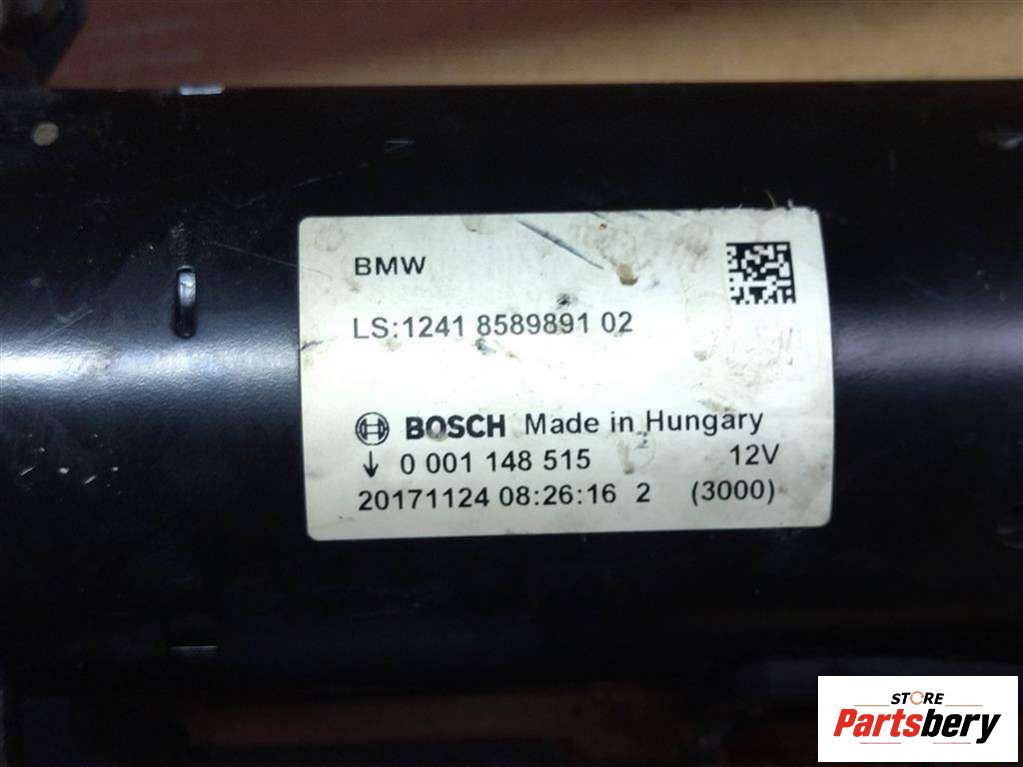 BMW
LS:1241 8589891 02
BOSCH Made in Hungary
↓ 0 001 148 515 12V
20171124 08:26:16 2 (3000)
STORE
Partsbery